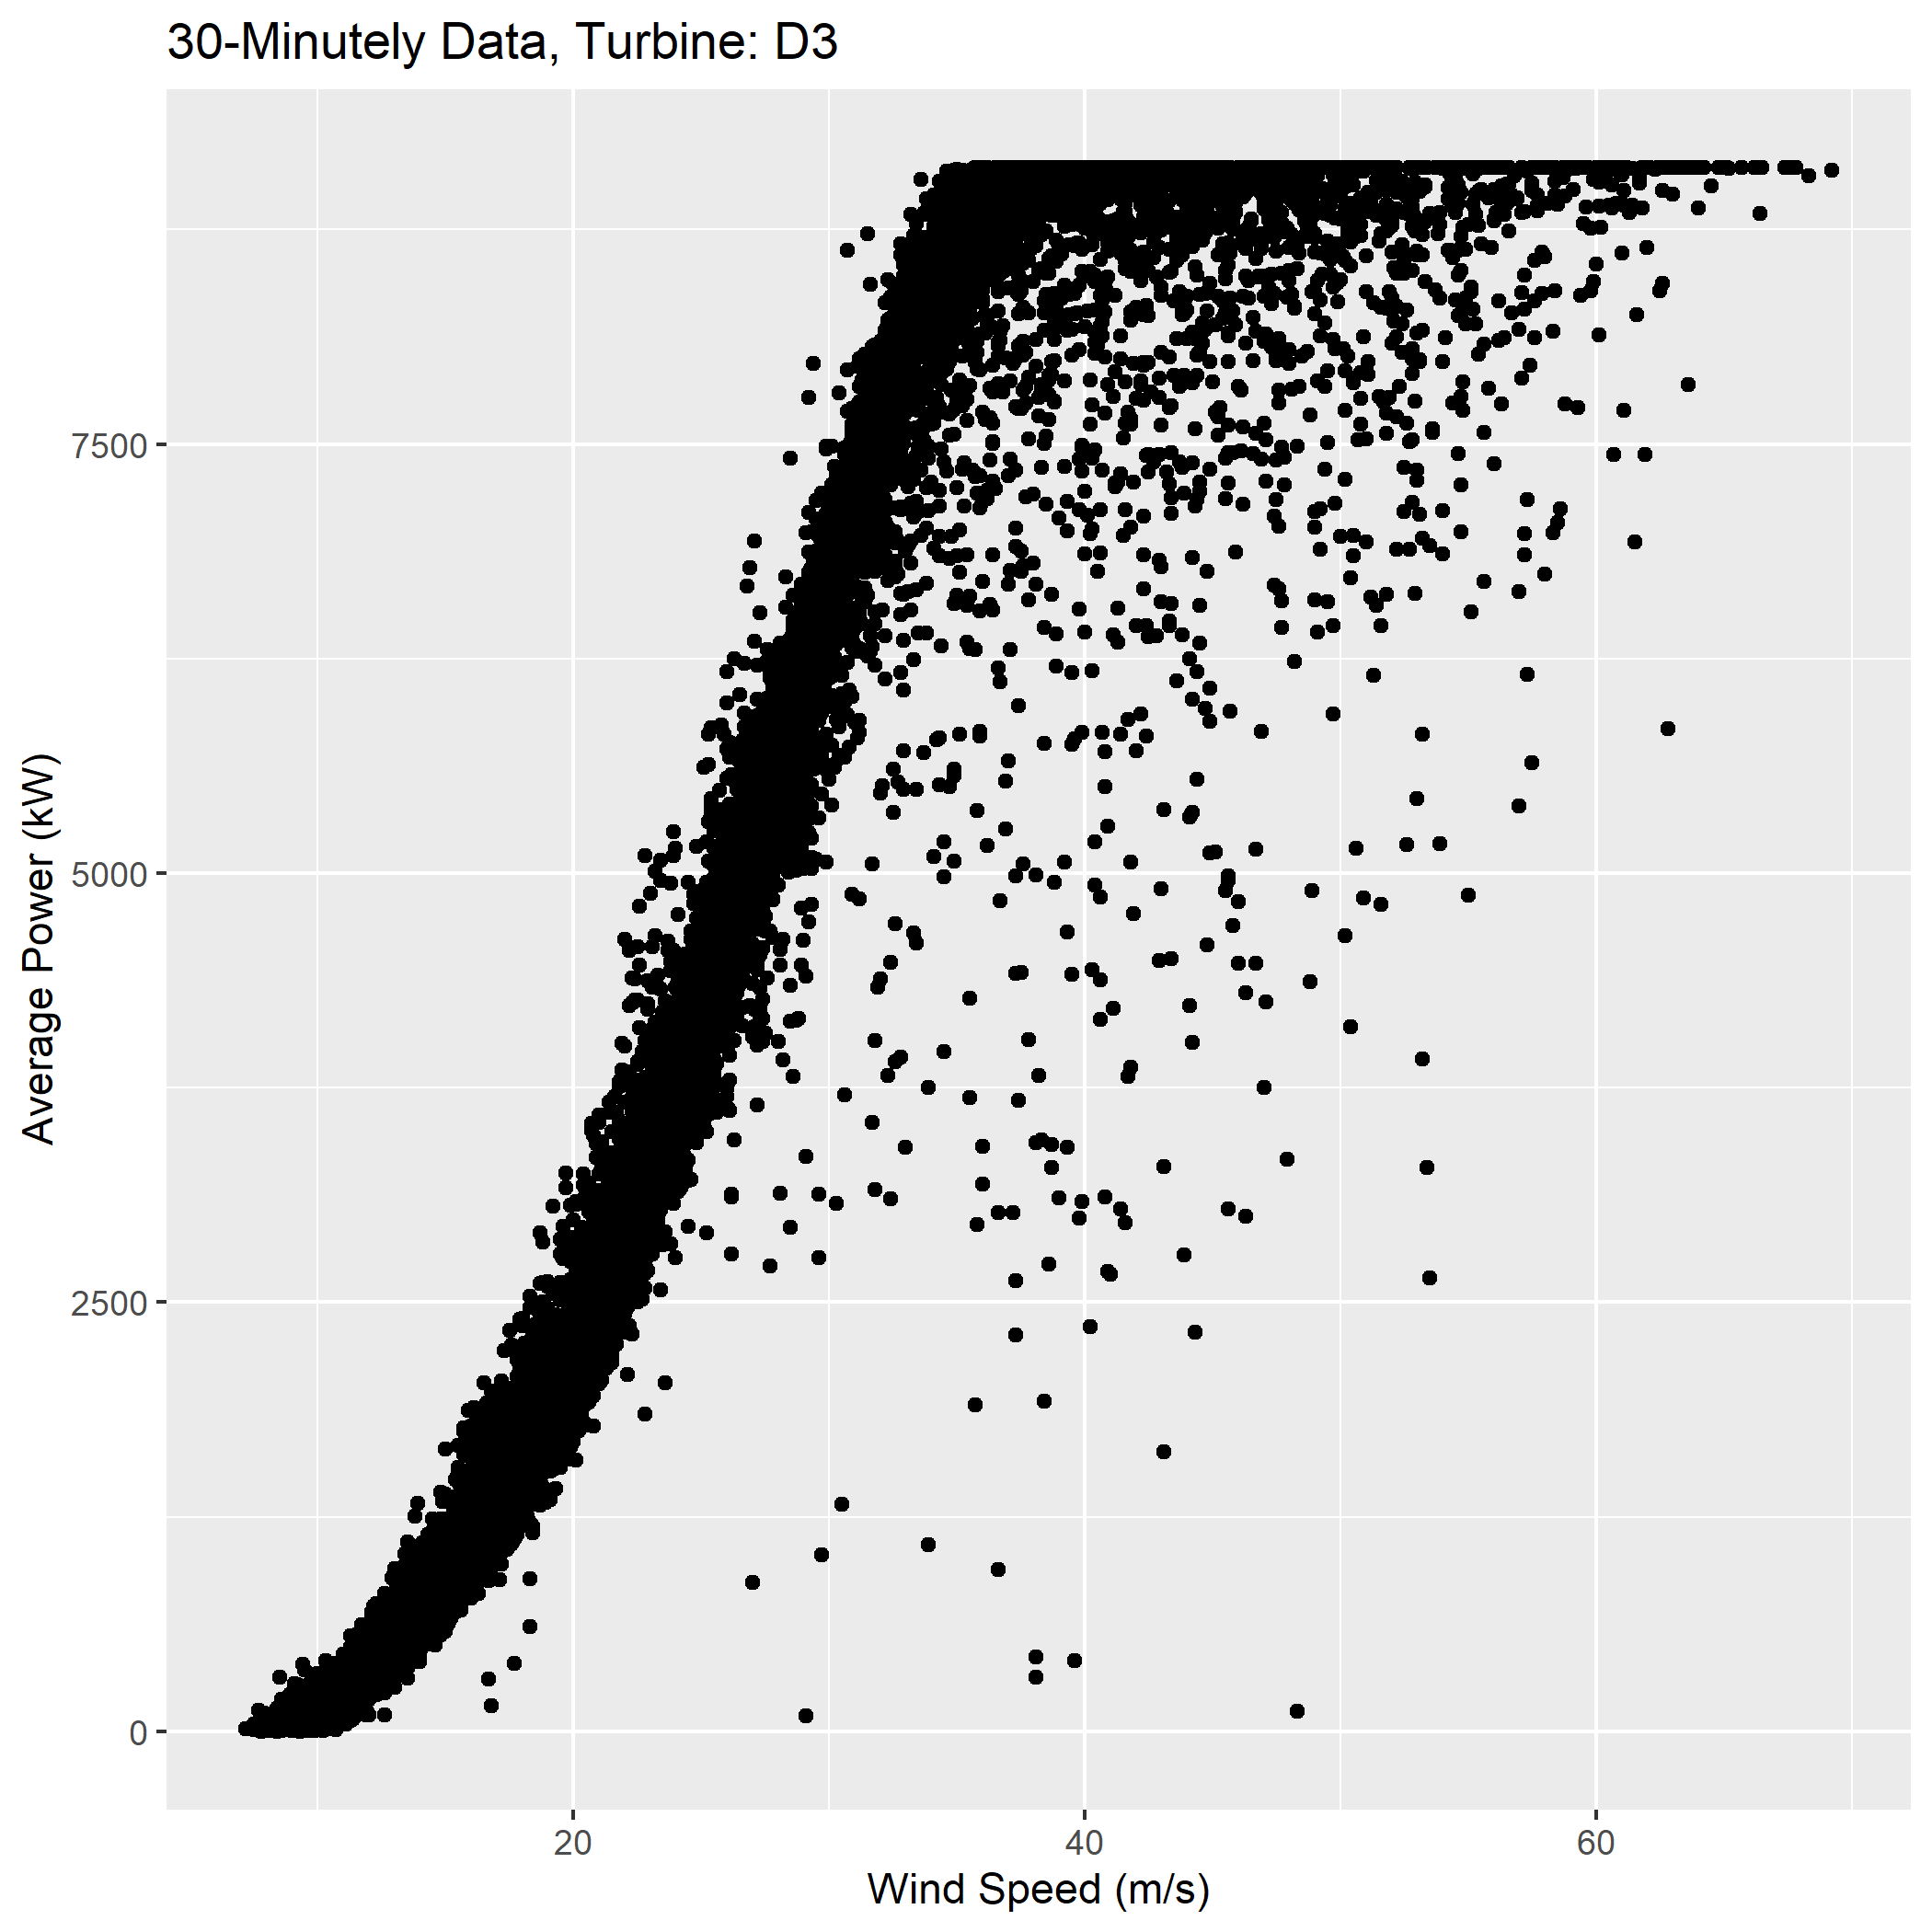 30-Minutely Data, Turbine: D3
Average Power (kW)
7500
5000
2500
0
20 40 60
Wind Speed (m/s)